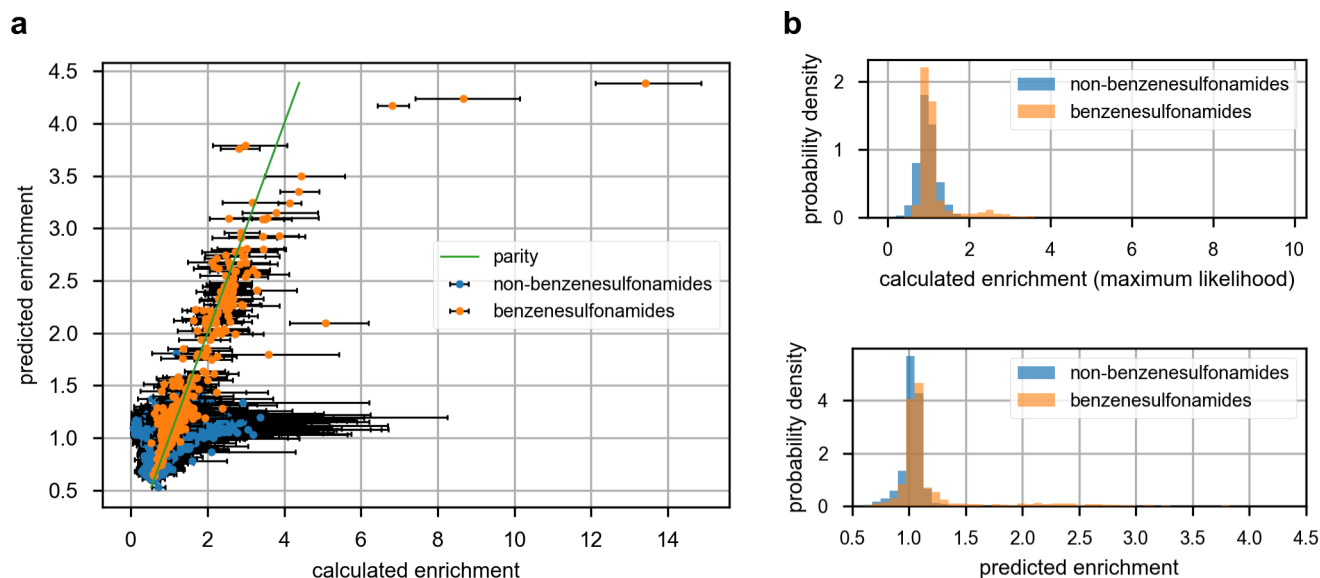 a
predicted enrichment
4.5
4.0
3.5
3.0
2.5
2.0
1.5
1.0
0.5
parity
non-benzenesulfonamides
benzenesulfonamides
0 2 4 6 8 10 12 14
calculated enrichment
b
probability density
2
1
0
non-benzenesulfonamides
benzenesulfonamides
0 2 4 6 8 10
calculated enrichment (maximum likelihood)
probability density
4
2
0
non-benzenesulfonamides
benzenesulfonamides
0.5 1.0 1.5 2.0 2.5 3.0 3.5 4.0 4.5
predicted enrichment